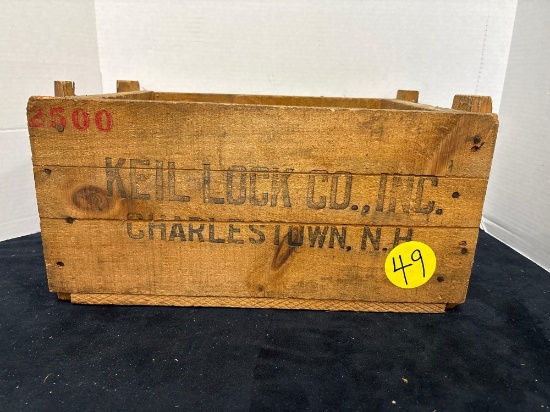 2500
KEIL LOCK CO., INC.
CHARLESTOWN, N.H.
49